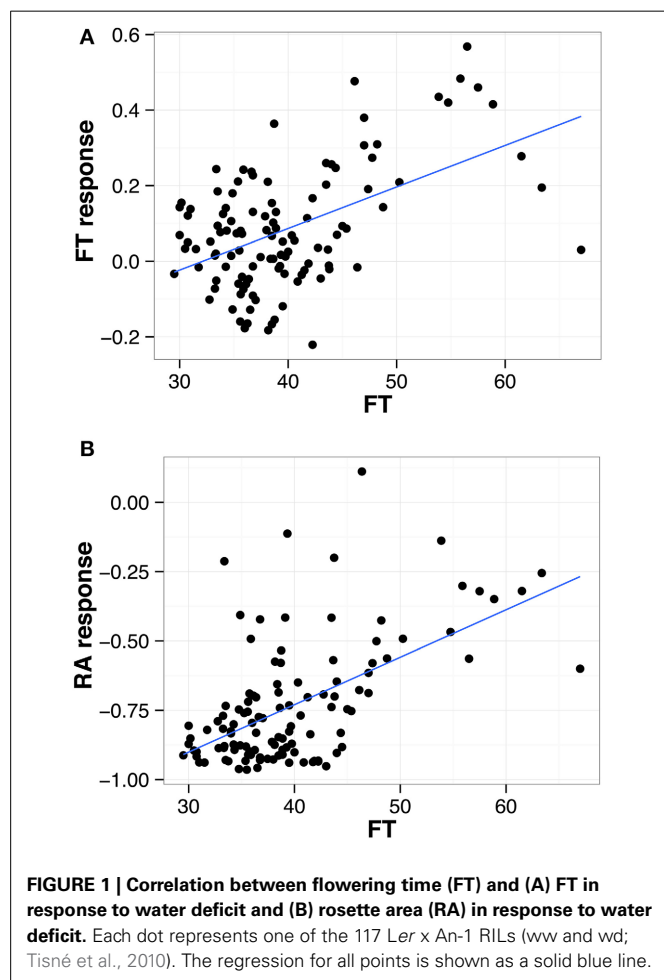 A
0.6
0.4
0.2
0.0
−0.2
FT response
30 40 50 60
FT
B
0.00
−0.25
−0.50
−0.75
−1.00
RA response
30 40 50 60
FT
FIGURE 1 | Correlation between flowering time (FT) and (A) FT in
response to water deficit and (B) rosette area (RA) in response to water
deficit. Each dot represents one of the 117 Ler x An-1 RILs (ww and wd;
Tisné et al., 2010). The regression for all points is shown as a solid blue line.